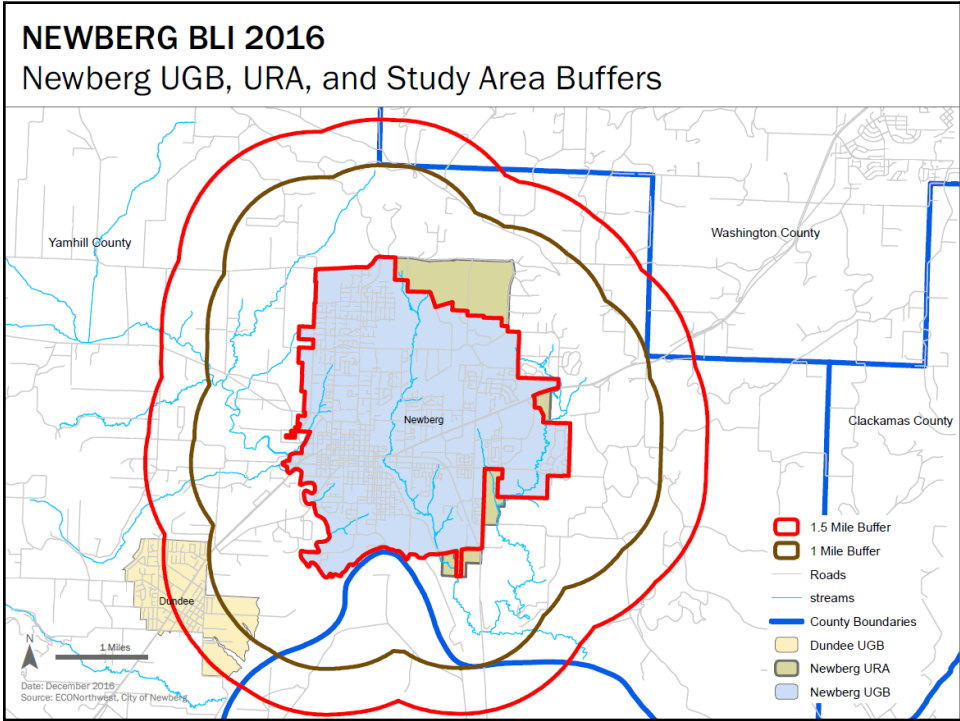 NEWBERG BLI 2016
Newberg UGB, URA, and Study Area Buffers
Yamhill County
Washington County
Newberg
Clackamas County
1.5 Mile Buffer
1 Mile Buffer
Roads
streams
County Boundaries
Dundee UGB
Newberg URA
Newberg UGB
Dundee
N
1 Miles
Date: December 2016
Source: ECONorthwest, City of Newberg